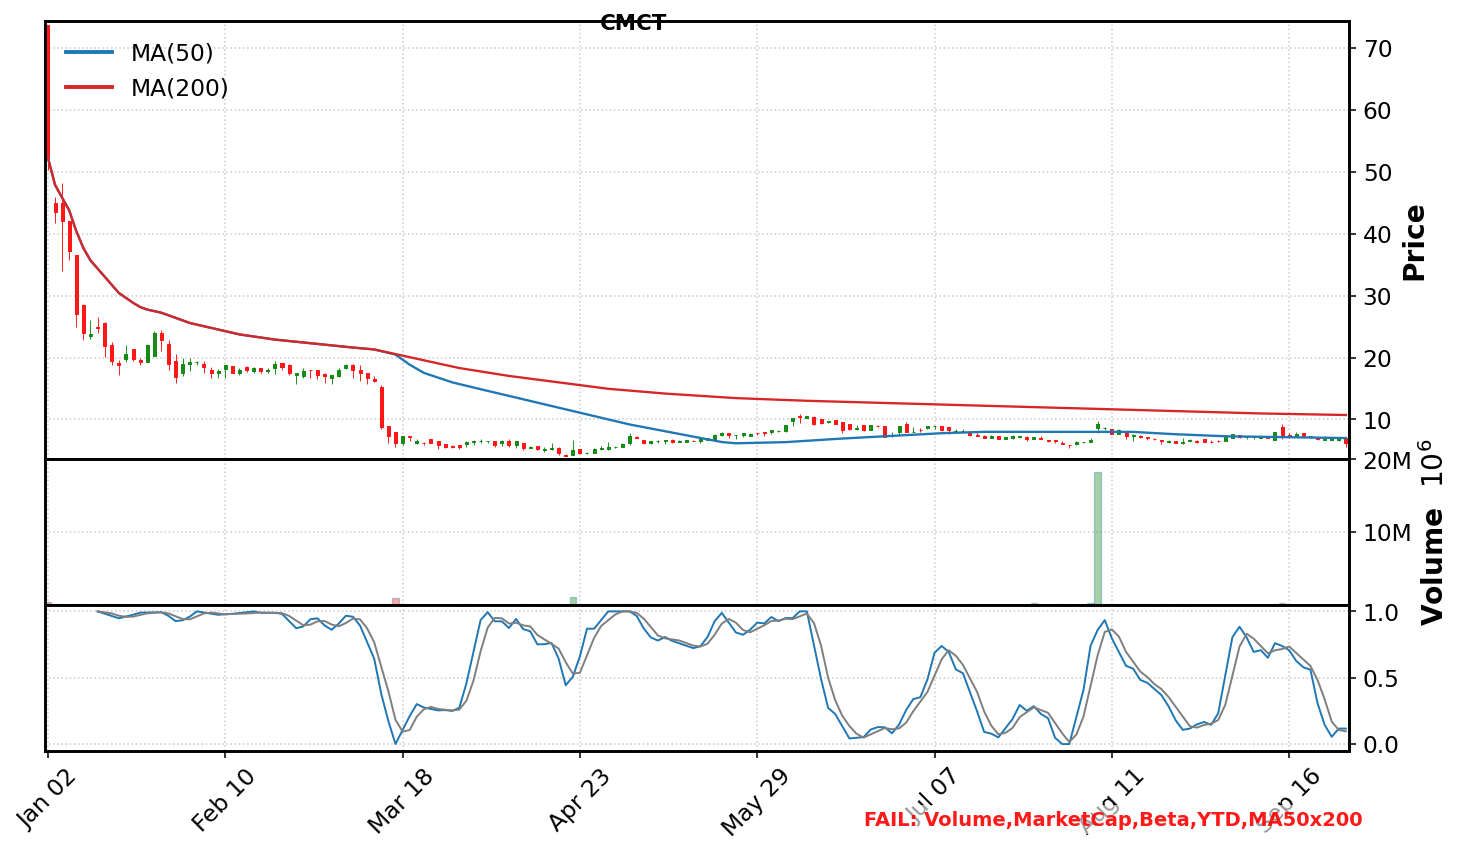 CMCT
MA(50)
MA(200)
70
60
50
40
30
20
10
Price
20M
10M
Volume 10^6
1.0
0.5
0.0
Jan 02
Feb 10
Mar 18
Apr 23
May 29
Jul 07
Aug 11
Sep 16
FAIL: Volume,MarketCap,Beta,YTD,MA50x200